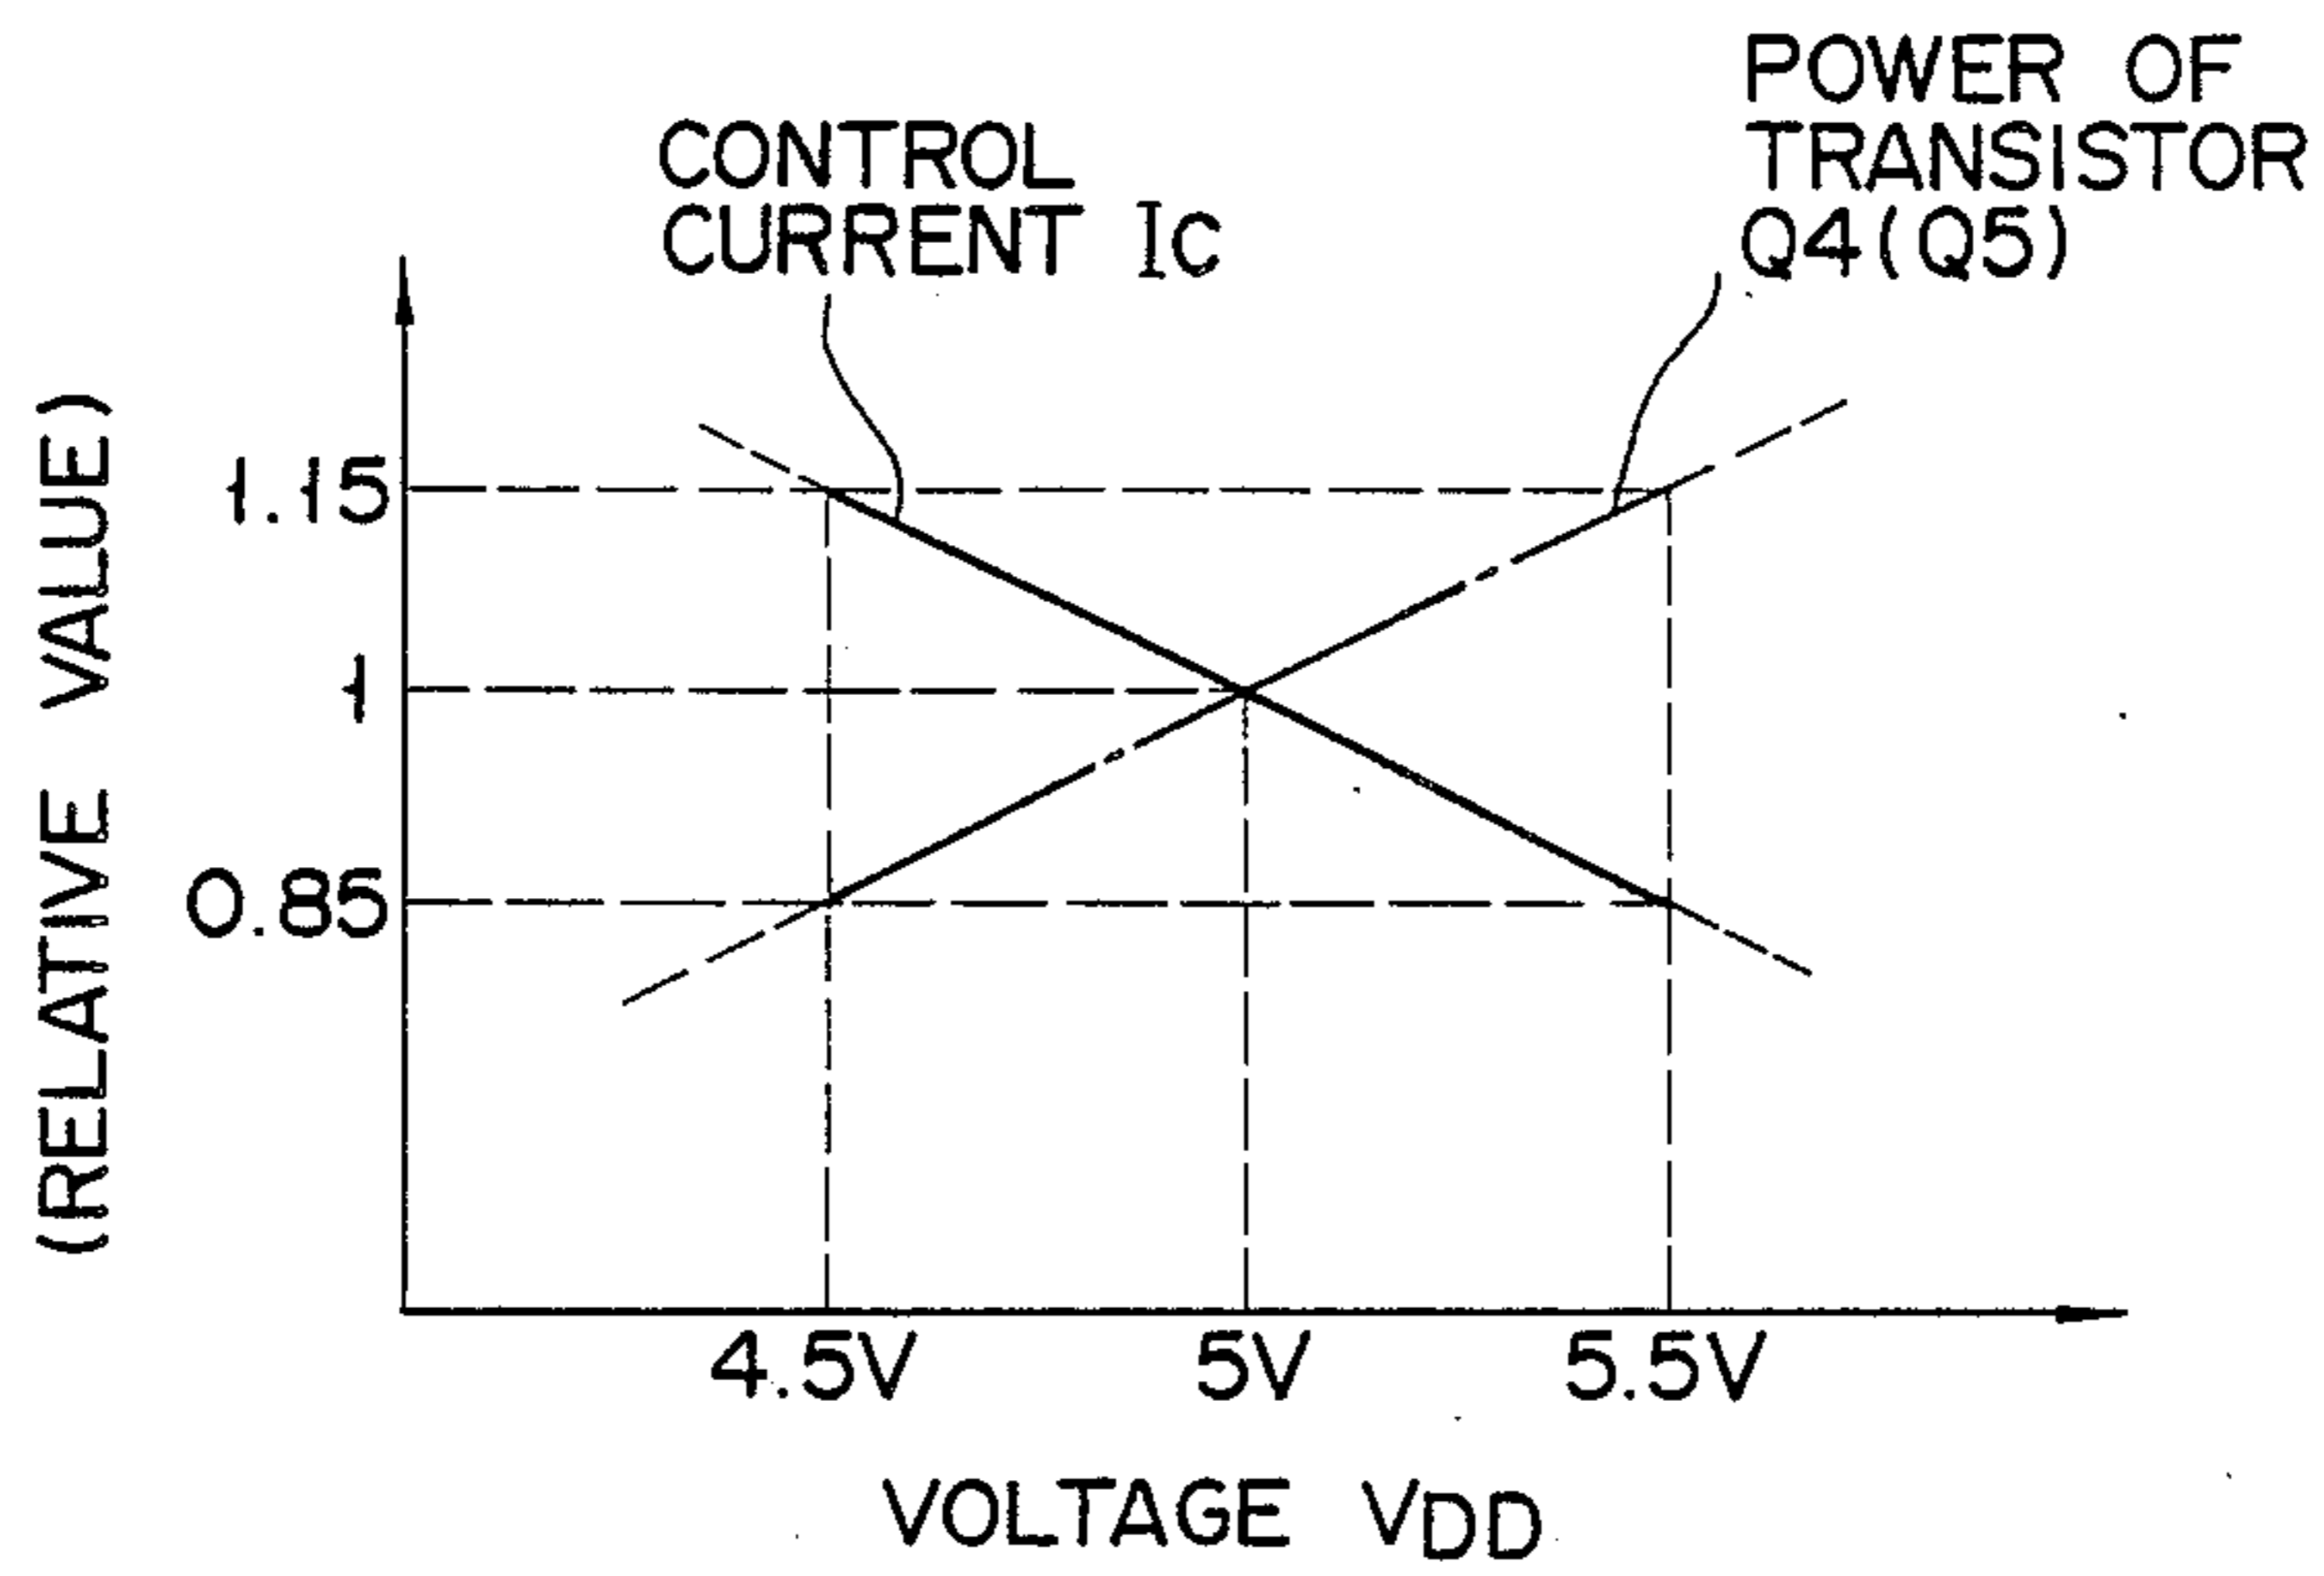 POWER OF
TRANSISTOR
Q4(Q5)
CONTROL
CURRENT IC
(RELATIVE VALUE)
1.15
1
0.85
4.5V 5V 5.5V
VOLTAGE VDD